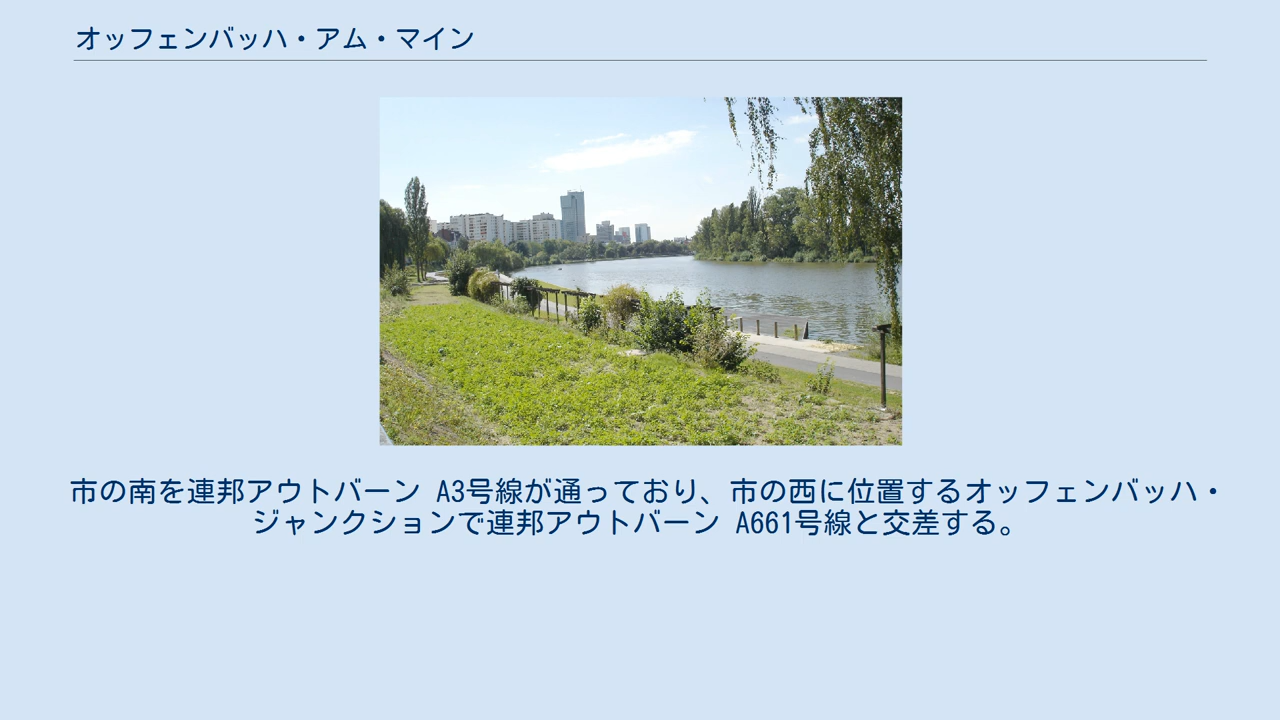 オッフェンバッハ・アム・マイン
市の南を連邦アウトバーン A3号線が通っており、市の西に位置するオッフェンバッハ・
ジャンクションで連邦アウトバーン A661号線と交差する。